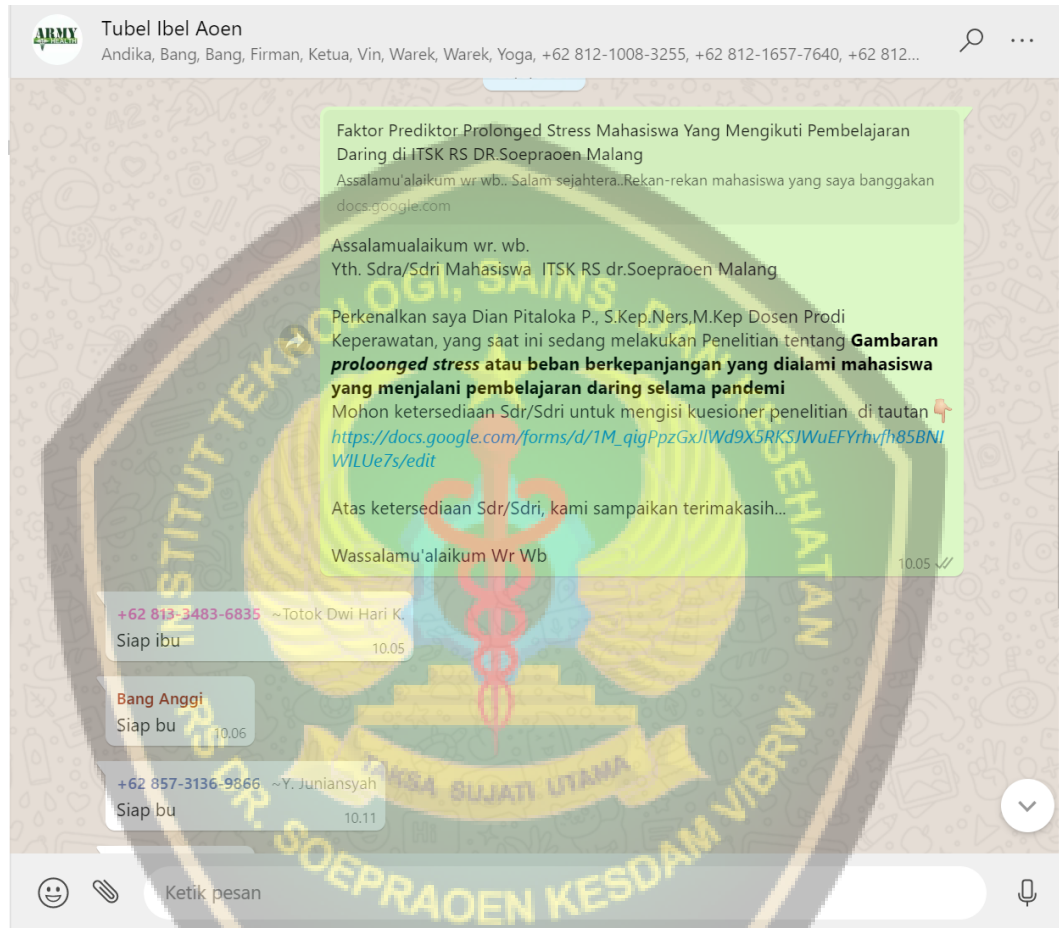 ARMY
OF HEALTH
Tubel Ibel Aoen
Andika, Bang, Bang, Firman, Ketua, Vin, Warek, Warek, Yoga, +62 812-1008-3255, +62 812-1657-7640, +62 812...
Faktor Prediktor Prolonged Stress Mahasiswa Yang Mengikuti Pembelajaran
Daring di ITSK RS DR.Soepraoen Malang
Assalamu'alaikum wr wb.. Salam sejahtera..Rekan-rekan mahasiswa yang saya banggakan
docs.google.com
Assalamualaikum wr. wb.
Yth. Sdra/Sdri Mahasiswa ITSK RS dr.Soepraoen Malang
Perkenalkan saya Dian Pitaloka P., S.Kep.Ners,M.Kep Dosen Prodi
Keperawatan, yang saat ini sedang melakukan Penelitian tentang Gambaran
proloonged stress atau beban berkepanjangan yang dialami mahasiswa
yang menjalani pembelajaran daring selama pandemi
Mohon ketersediaan Sdr/Sdri untuk mengisi kuesioner penelitian di tautan
https://docs.google.com/forms/d/1M_qigPpzGxJlWd9X5RKSJWuEFYrhvfh85BNI
WILUe7s/edit
Atas ketersediaan Sdr/Sdri, kami sampaikan terimakasih...
Wassalamu'alaikum Wr Wb
10.05
+62 813-3483-6835 ~Totok Dwi Hari K.
Siap ibu
10.05
Bang Anggi
Siap bu
10.06
+62 857-3136-9866 ~Y. Juniansyah
Siap bu
10.11
Ketik pesan
INSTITUT TEKNOLOGI, SAINS, DAN KESEHATAN
RS DR. SOEPRAOEN KESDAM V/BRW
TAKSA SUJATI UTAMA